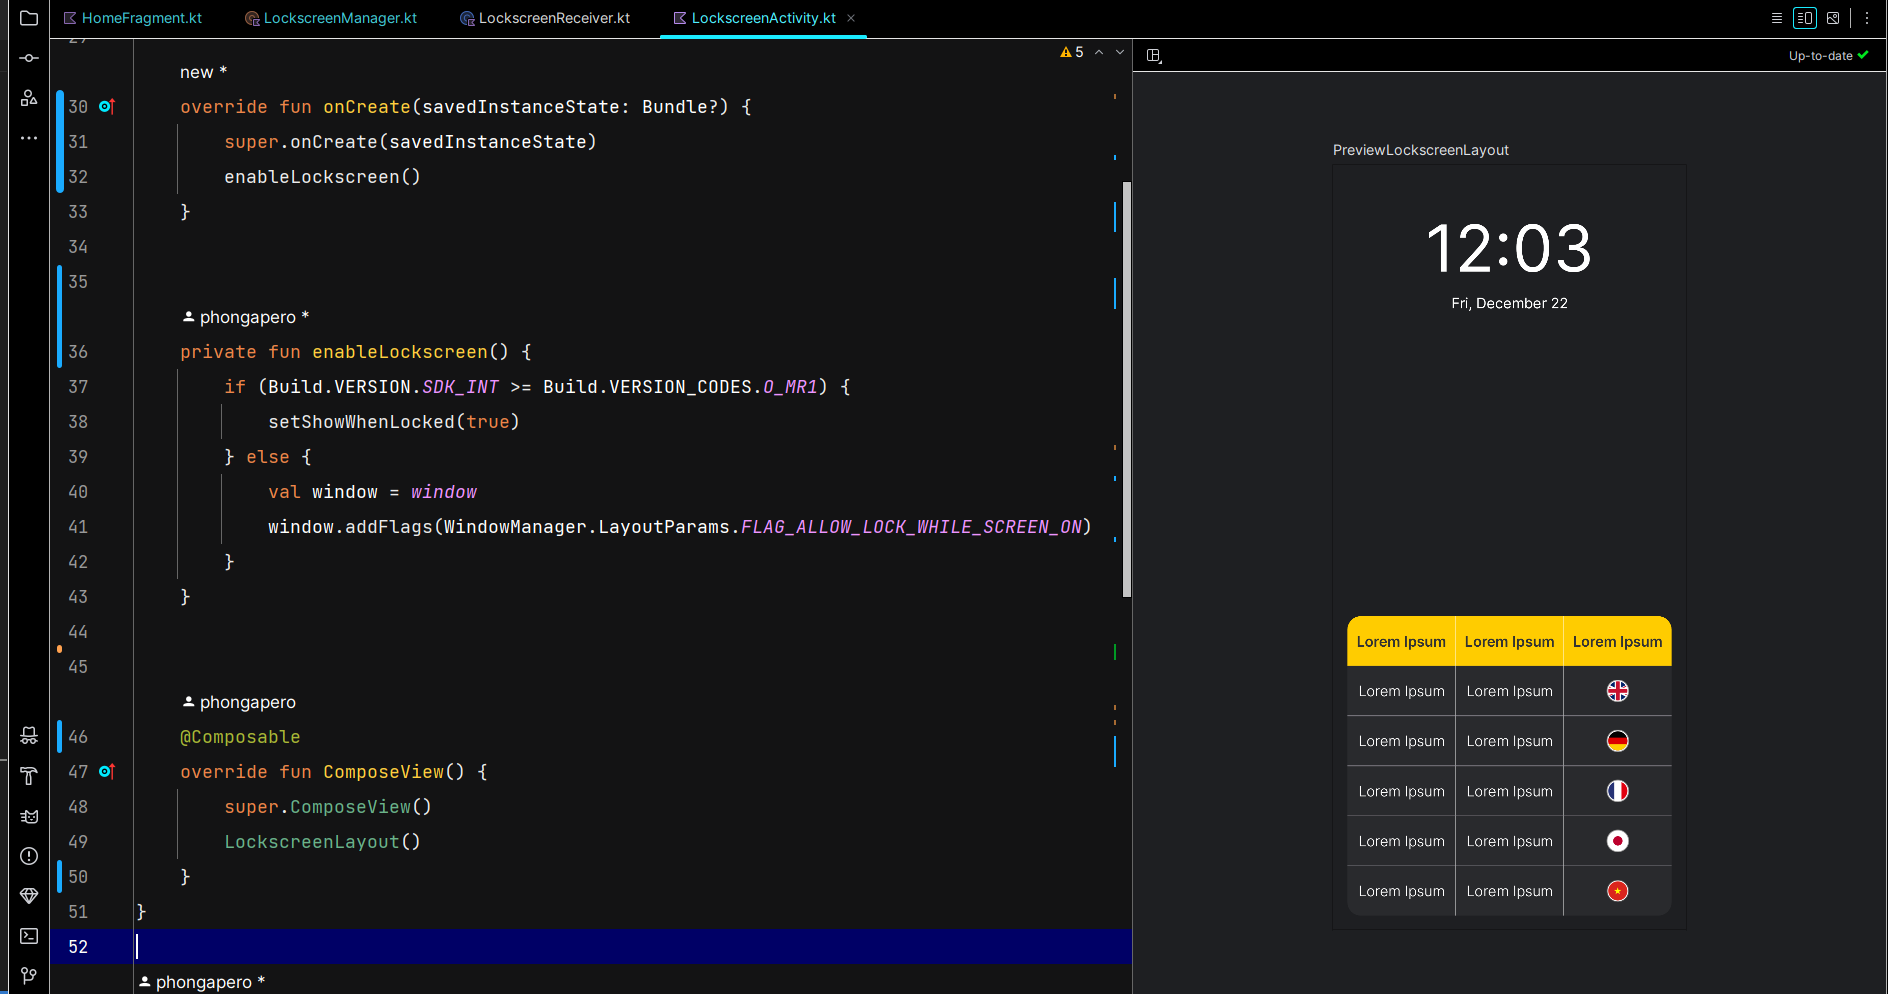 HomeFragment.kt
LockscreenManager.kt
LockscreenReceiver.kt
LockscreenActivity.kt
5
new *
30 override fun onCreate(savedInstanceState: Bundle?) {
31 super.onCreate(savedInstanceState)
32 enableLockscreen()
33 }
34
35
phongapero *
36 private fun enableLockscreen() {
37 if (Build.VERSION.SDK_INT >= Build.VERSION_CODES.O_MR1) {
38 setShowWhenLocked(true)
39 } else {
40 val window = window
41 window.addFlags(WindowManager.LayoutParams.FLAG_ALLOW_LOCK_WHILE_SCREEN_ON)
42 }
43 }
44
45
phongapero
46 @Composable
47 override fun ComposeView() {
48 super.ComposeView()
49 LockscreenLayout()
50 }
51 }
52
phongapero *
Up-to-date
PreviewLockscreenLayout
12:03
Fri, December 22
Lorem Ipsum Lorem Ipsum Lorem Ipsum
Lorem Ipsum Lorem Ipsum
Lorem Ipsum Lorem Ipsum
Lorem Ipsum Lorem Ipsum
Lorem Ipsum Lorem Ipsum
Lorem Ipsum Lorem Ipsum